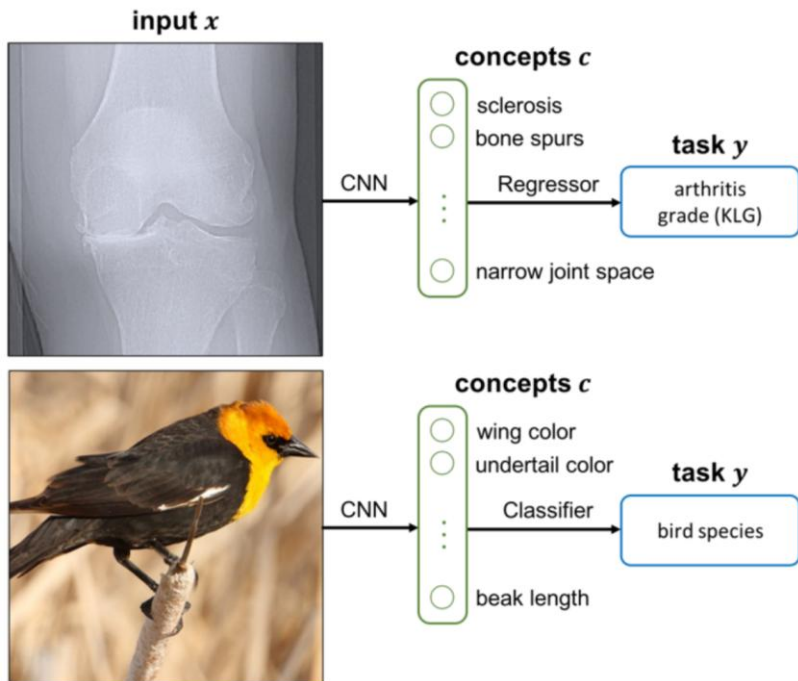 input x
concepts c
sclerosis
bone spurs
CNN
Regressor
task y
arthritis
grade (KLG)
narrow joint space
concepts c
wing color
undertail color
CNN
Classifier
task y
bird species
beak length